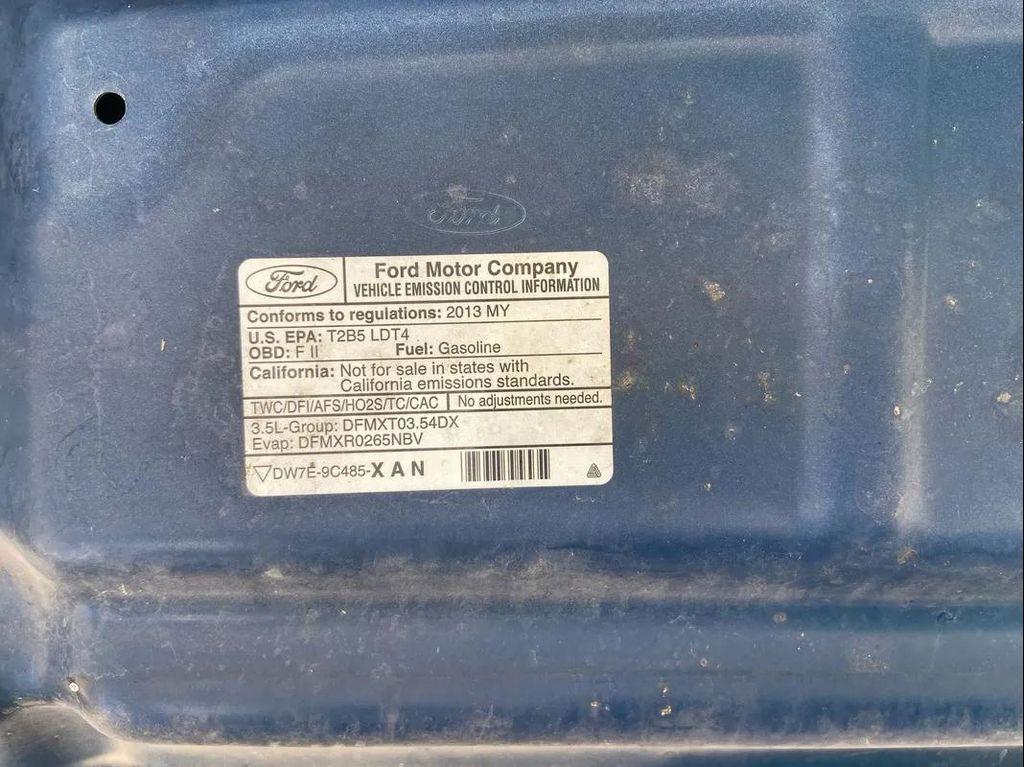 Ford
Ford
Ford Motor Company
VEHICLE EMISSION CONTROL INFORMATION
Conforms to regulations: 2013 MY
U.S. EPA: T2B5 LDT4
OBD: F II Fuel: Gasoline
California: Not for sale in states with
California emissions standards.
TWC/DFI/AFS/HO2S/TC/CAC No adjustments needed.
3.5L-Group: DFMXT03.54DX
Evap: DFMXR0265NBV
DW7E-9C485-X A N